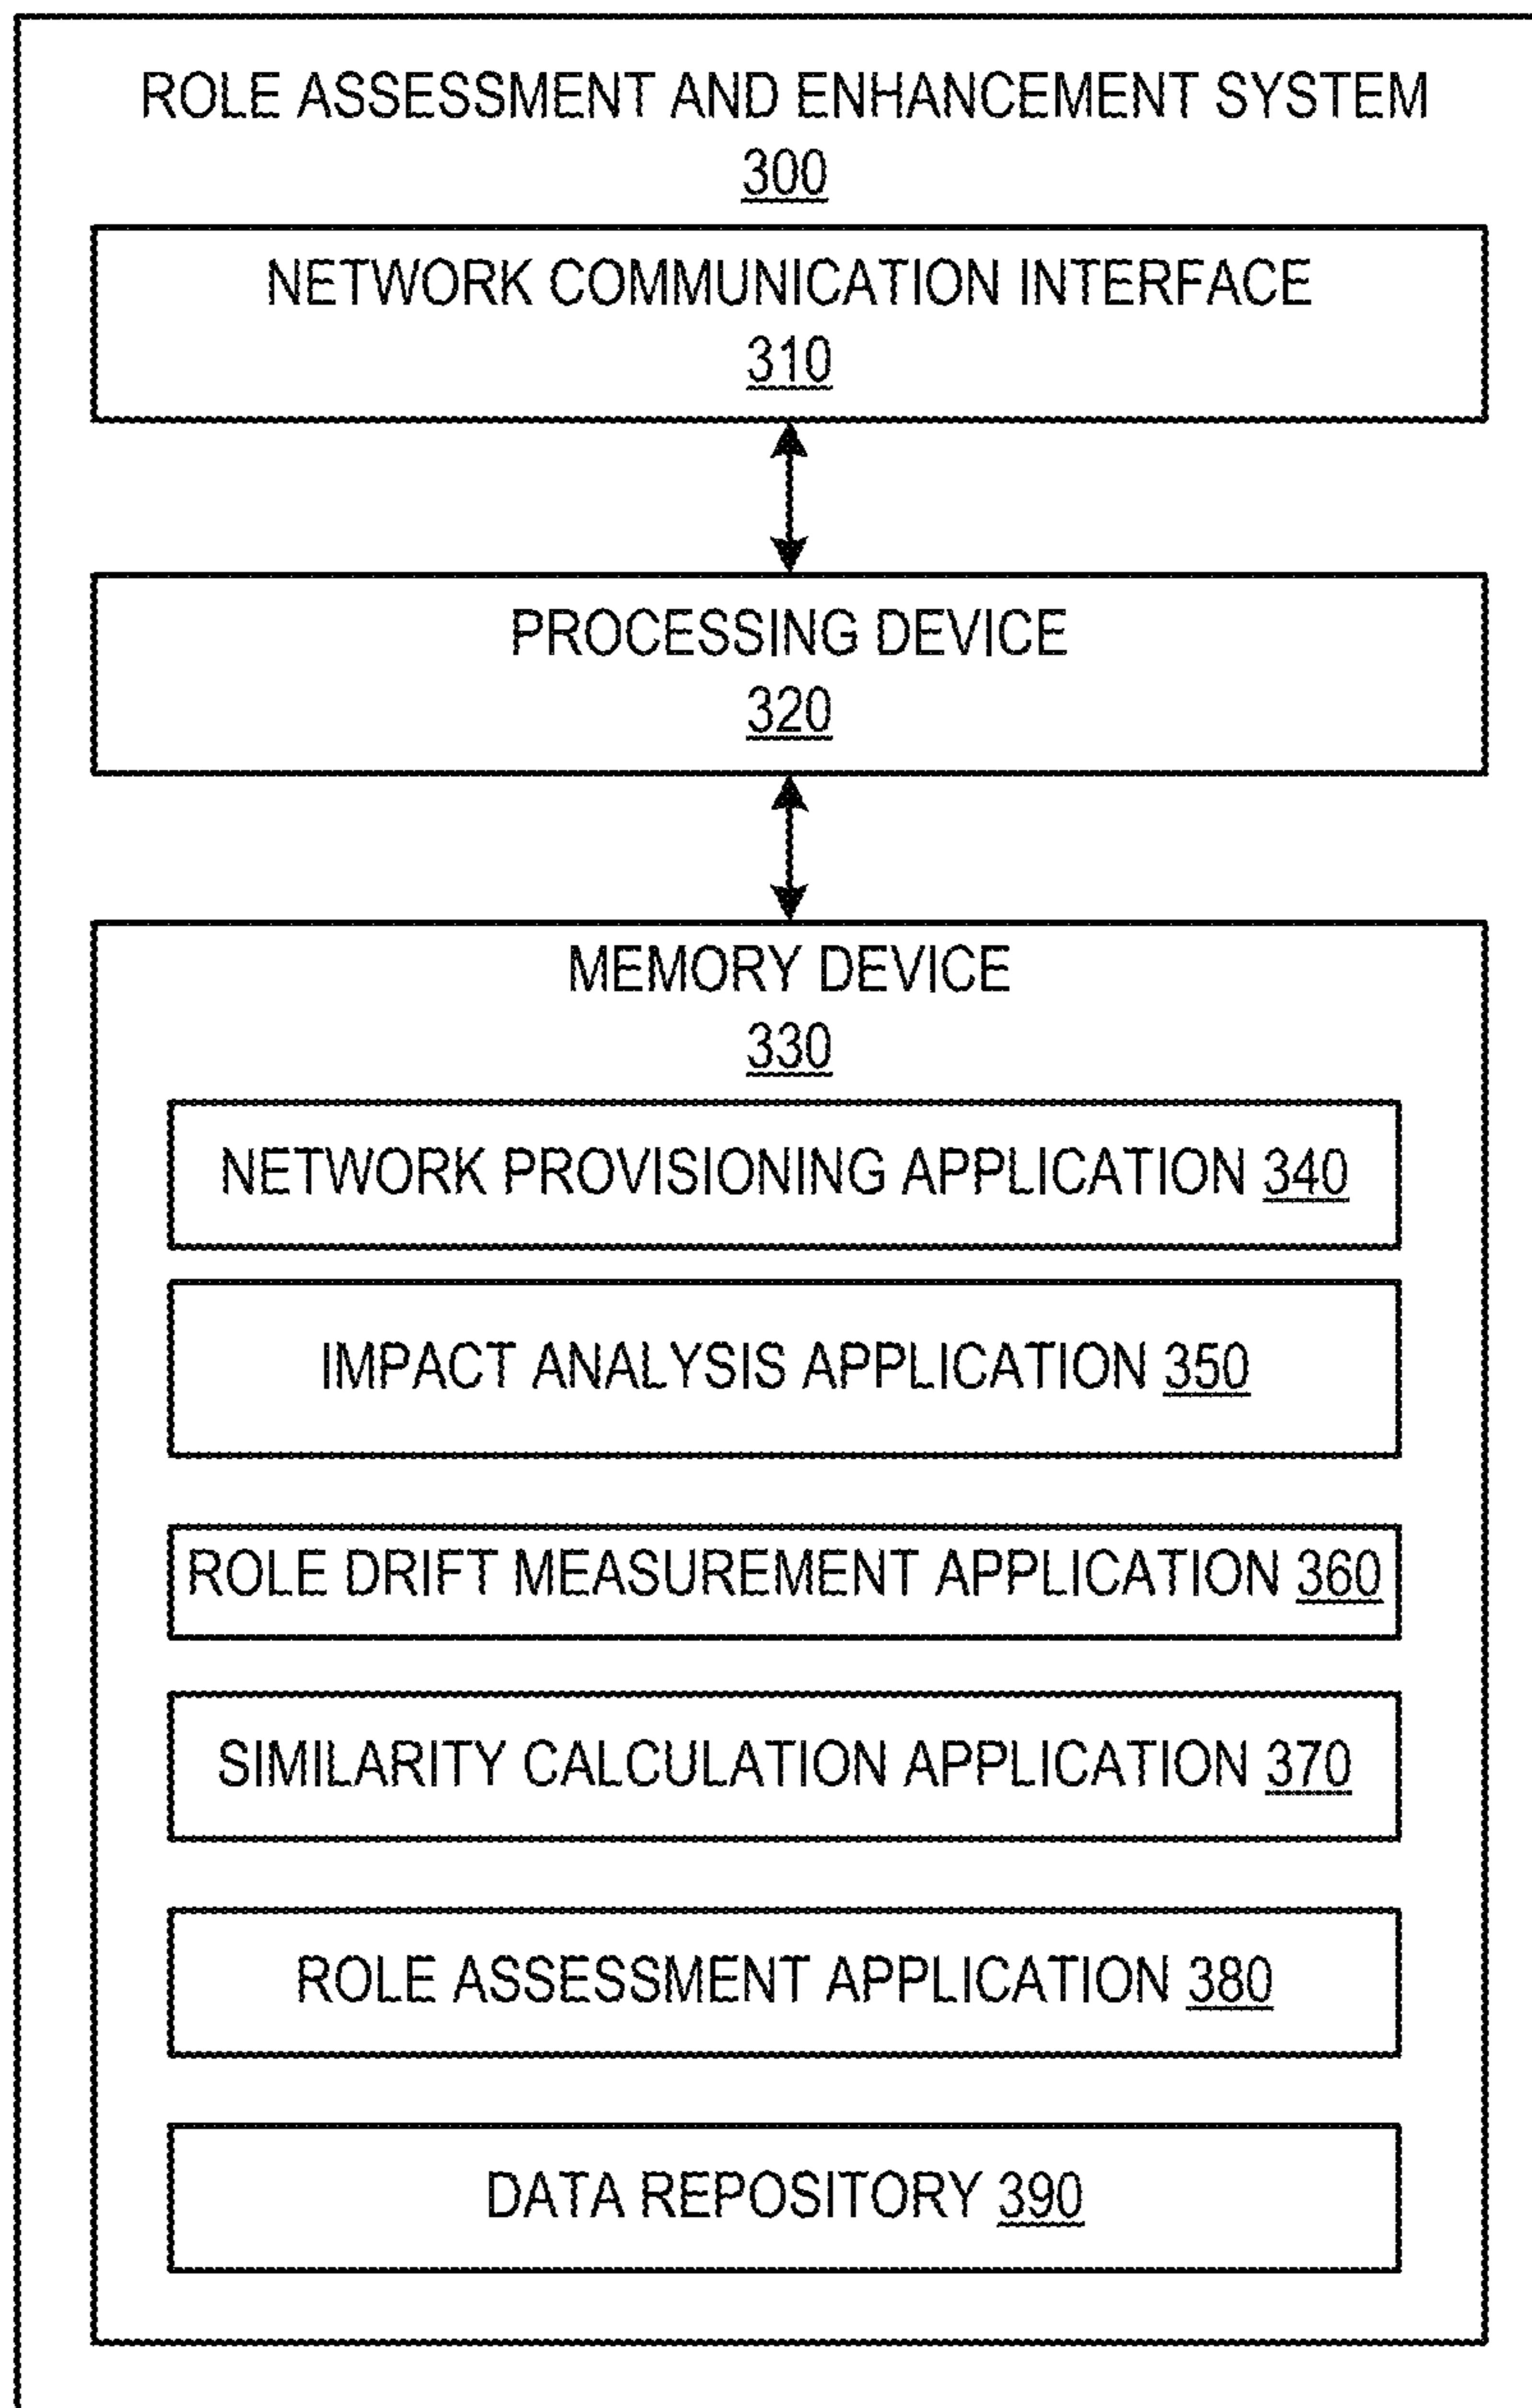 ROLE ASSESSMENT AND ENHANCEMENT SYSTEM
300
NETWORK COMMUNICATION INTERFACE
310
PROCESSING DEVICE
320
MEMORY DEVICE
330
NETWORK PROVISIONING APPLICATION 340
IMPACT ANALYSIS APPLICATION 350
ROLE DRIFT MEASUREMENT APPLICATION 360
SIMILARITY CALCULATION APPLICATION 370
ROLE ASSESSMENT APPLICATION 380
DATA REPOSITORY 390